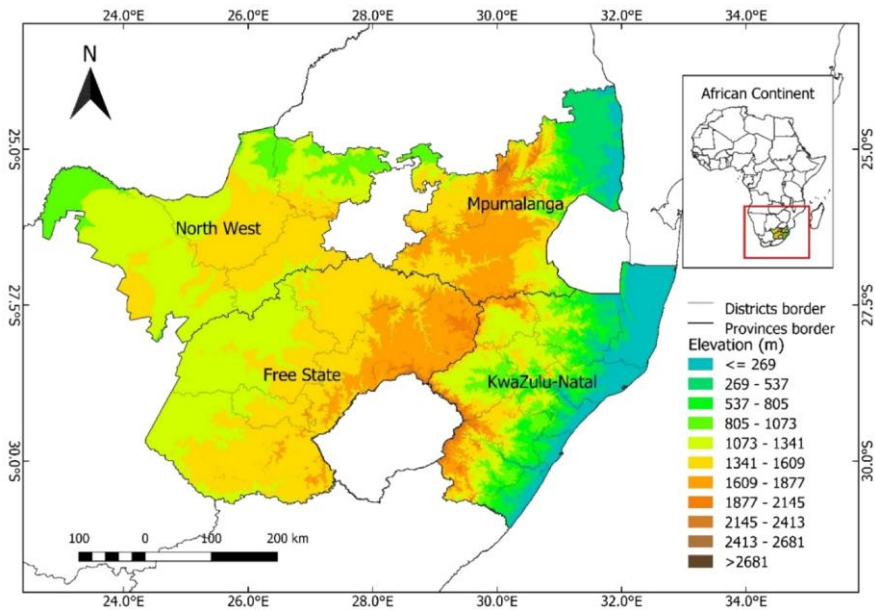 24.0°E 26.0°E 28.0°E 30.0°E 32.0°E 34.0°E
N
African Continent
25.0°S 25.0°S
Mpumalanga
North West
27.5°S 27.5°S
Districts border
Provinces border
Elevation (m)
<= 269
269 - 537
537 - 805
805 - 1073
1073 - 1341
1341 - 1609
1609 - 1877
1877 - 2145
2145 - 2413
2413 - 2681
>2681
Free State
KwaZulu-Natal
30.0°S 30.0°S
100 0 100 200 km
24.0°E 26.0°E 28.0°E 30.0°E 32.0°E 34.0°E